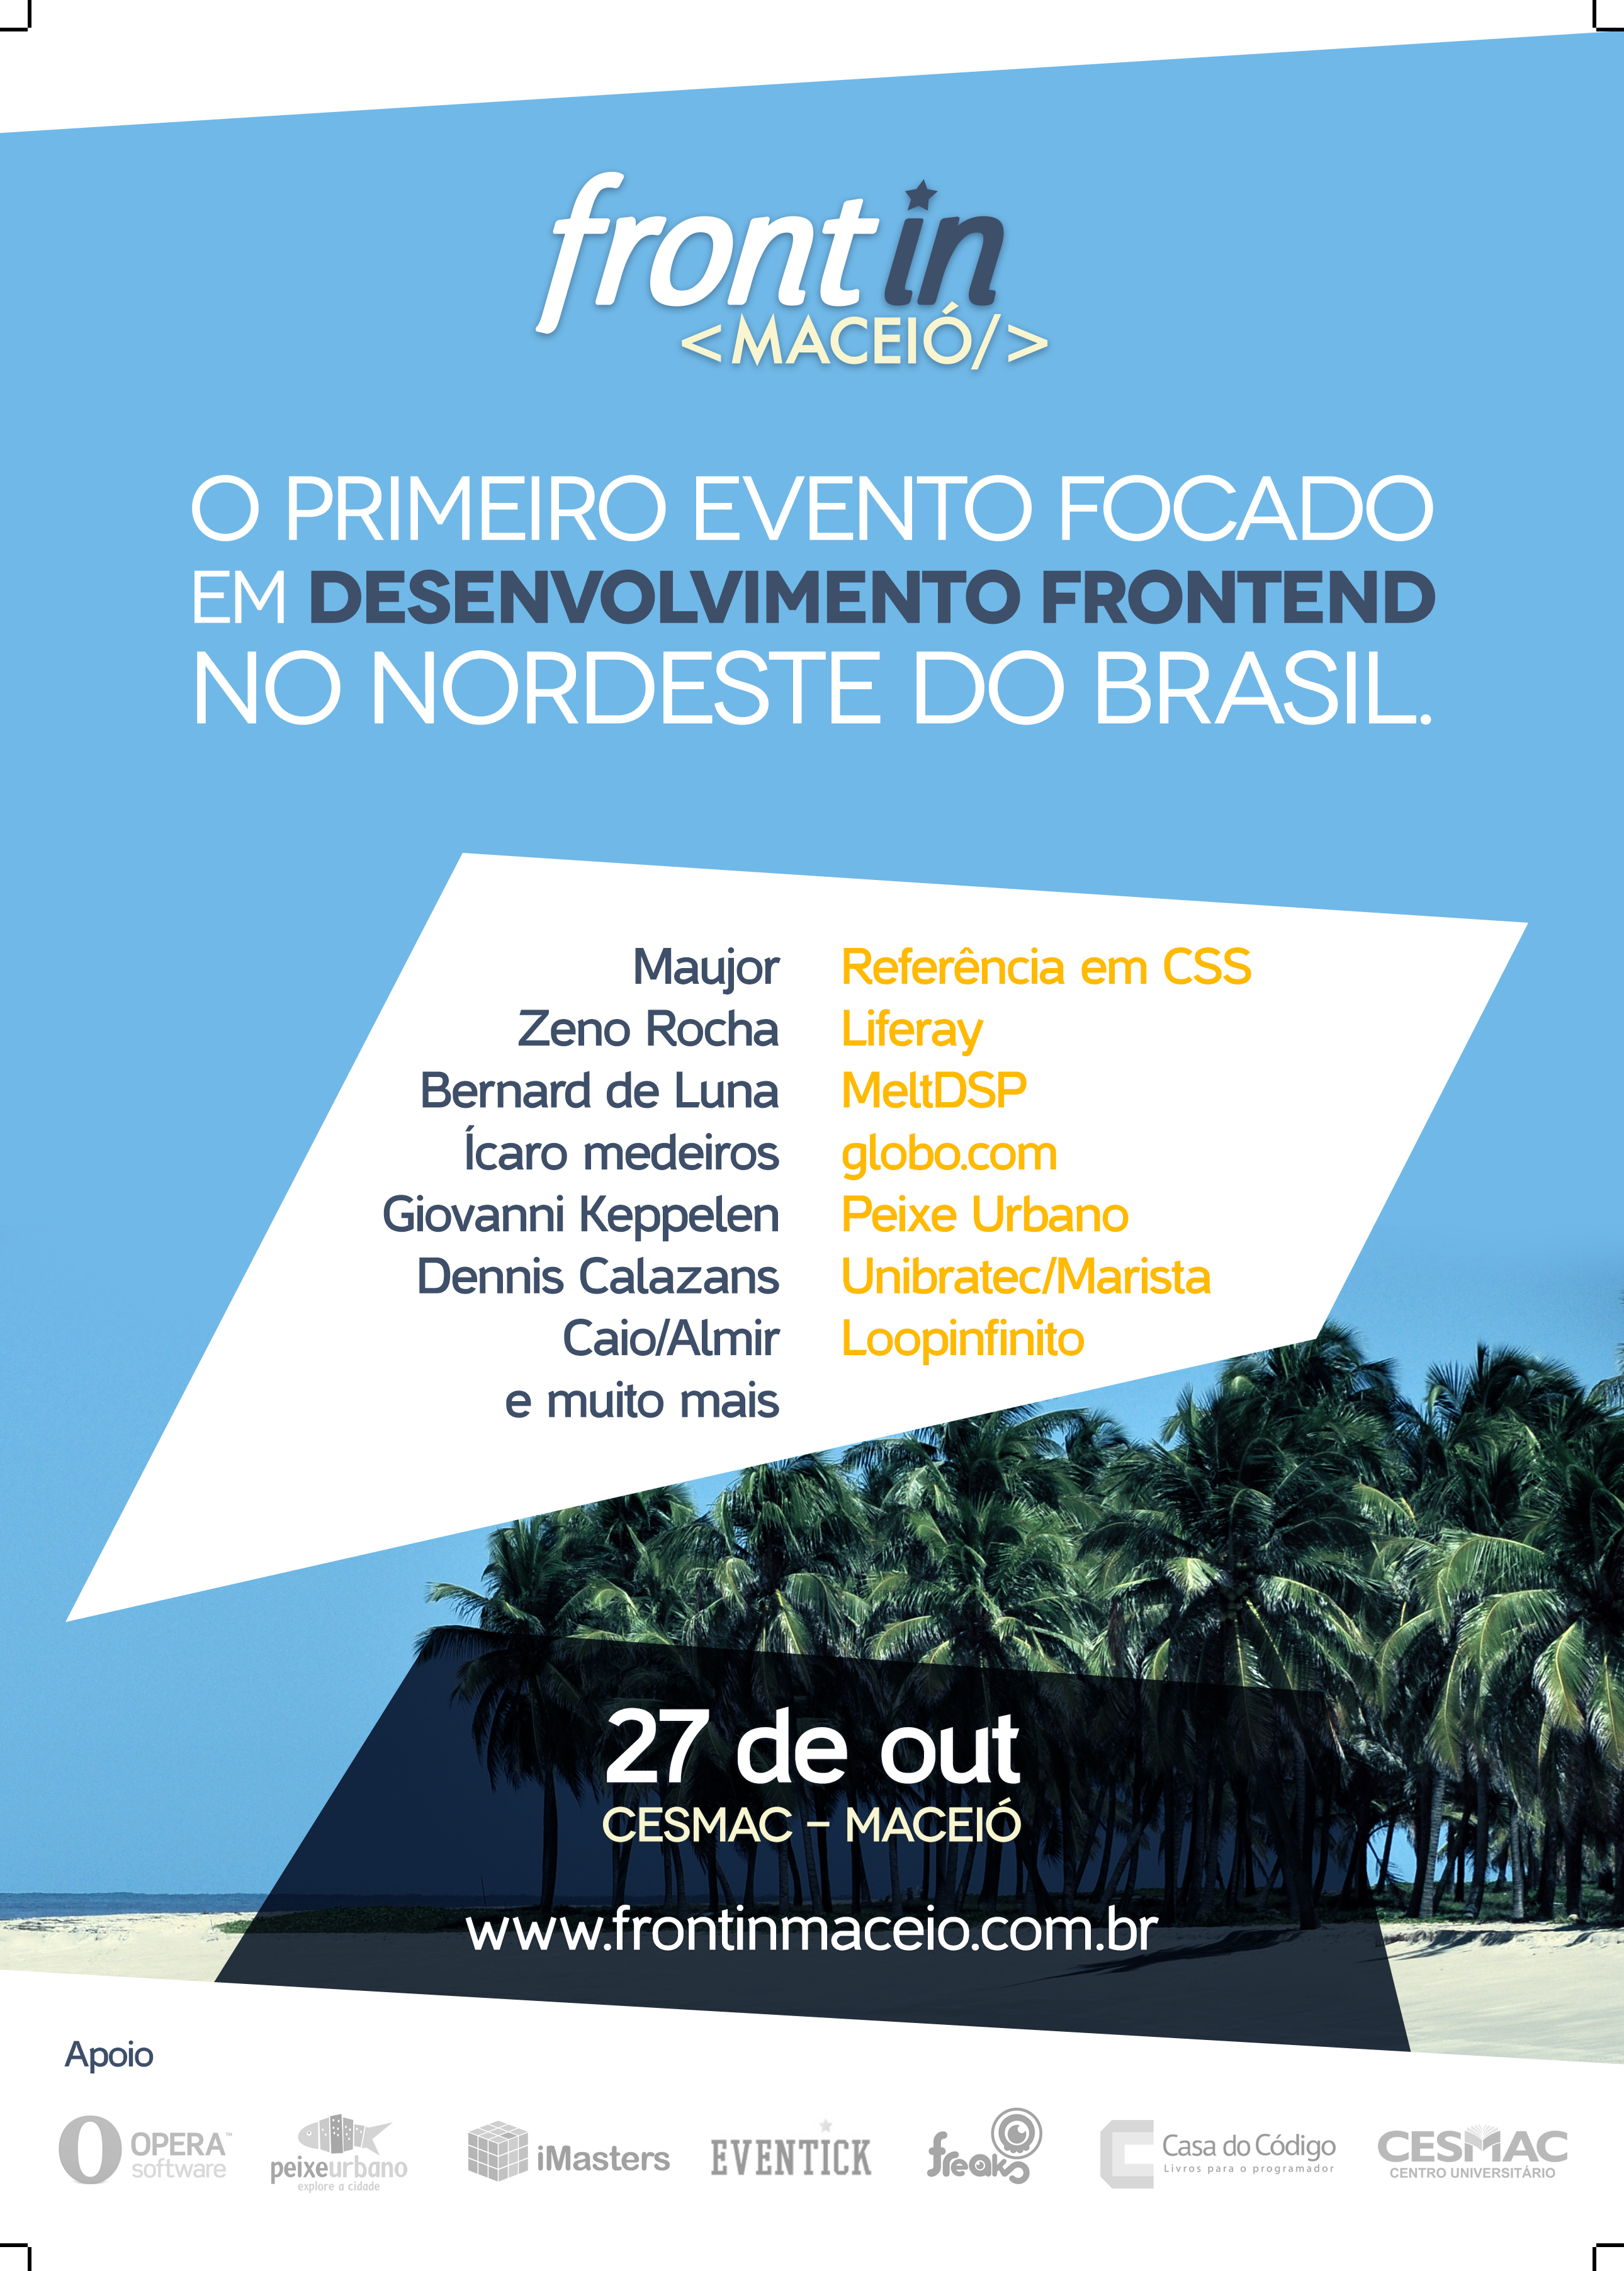 front in
<MACEIÓ/>
O PRIMEIRO EVENTO FOCADO
EM DESENVOLVIMENTO FRONTEND
NO NORDESTE DO BRASIL.
Maujor Referência em CSS
Zeno Rocha Liferay
Bernard de Luna MeltDSP
Ícaro medeiros globo.com
Giovanni Keppelen Peixe Urbano
Dennis Calazans Unibratec/Marista
Caio/Almir Loopinfinito
e muito mais
27 de out
CESMAC – MACEIÓ
www.frontinmaceio.com.br
Apoio
OPERA™
software
peixeurbano
explore a cidade
iMasters
EVENTICK
freaks
Casa do Código
Livros para o programador
CESMAC
CENTRO UNIVERSITÁRIO